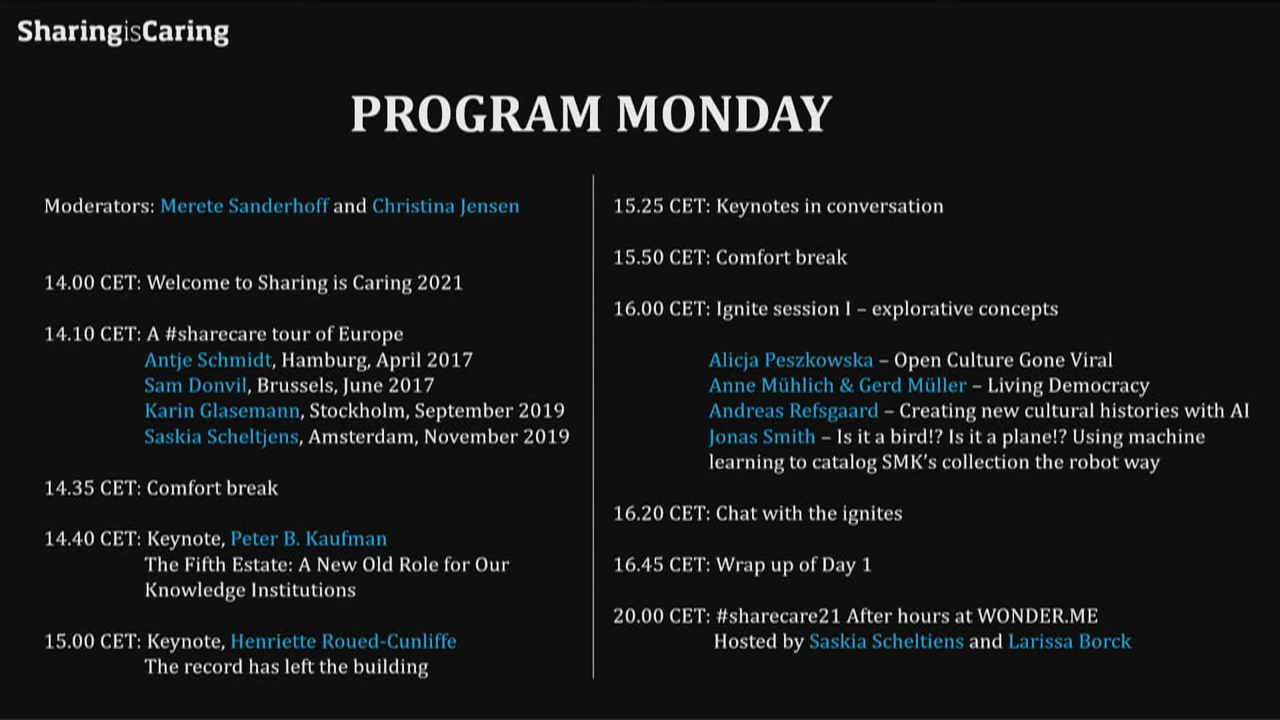 SharingisCaring
PROGRAM MONDAY
Moderators: Merete Sanderhoff and Christina Jensen
14.00 CET: Welcome to Sharing is Caring 2021
14.10 CET: A #sharecare tour of Europe
Antje Schmidt, Hamburg, April 2017
Sam Donvil, Brussels, June 2017
Karin Glasemann, Stockholm, September 2019
Saskia Scheltjens, Amsterdam, November 2019
14.35 CET: Comfort break
14.40 CET: Keynote, Peter B. Kaufman
The Fifth Estate: A New Old Role for Our
Knowledge Institutions
15.00 CET: Keynote, Henriette Roued-Cunliffe
The record has left the building
15.25 CET: Keynotes in conversation
15.50 CET: Comfort break
16.00 CET: Ignite session I – explorative concepts
Alicja Peszkowska – Open Culture Gone Viral
Anne Mühlich & Gerd Müller – Living Democracy
Andreas Refsgaard – Creating new cultural histories with AI
Jonas Smith – Is it a bird!? Is it a plane!? Using machine
learning to catalog SMK's collection the robot way
16.20 CET: Chat with the ignites
16.45 CET: Wrap up of Day 1
20.00 CET: #sharecare21 After hours at WONDER.ME
Hosted by Saskia Scheltiens and Larissa Borck